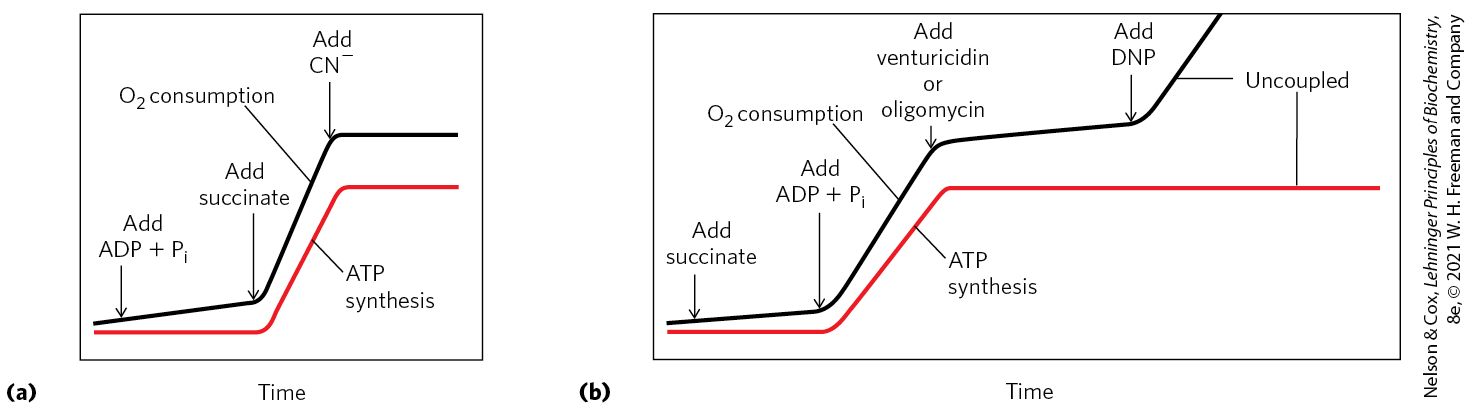 Add
CN⁻
O₂ consumption
Add
succinate
Add
ADP + Pᵢ
ATP
synthesis
(a)
Time
Add
venturicidin
or
oligomycin
Add
DNP
Uncoupled
O₂ consumption
Add
ADP + Pᵢ
Add
succinate
ATP
synthesis
(b)
Time
Nelson & Cox, Lehninger Principles of Biochemistry,
8e, © 2021 W. H. Freeman and Company